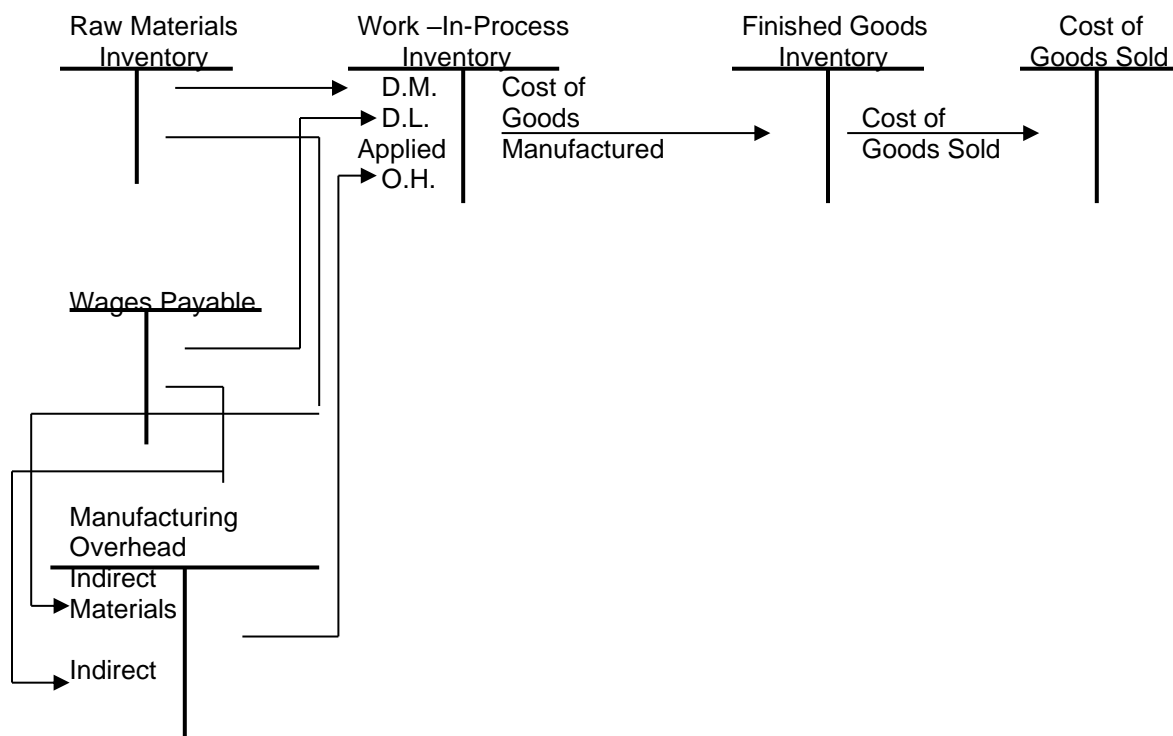 Raw Materials
Inventory
Work –In-Process
Inventory
Finished Goods
Inventory
Cost of
Goods Sold
D.M.
D.L.
Applied
O.H.
Cost of
Goods
Manufactured
Cost of
Goods Sold
Wages Payable
Manufacturing
Overhead
Indirect
Materials
Indirect